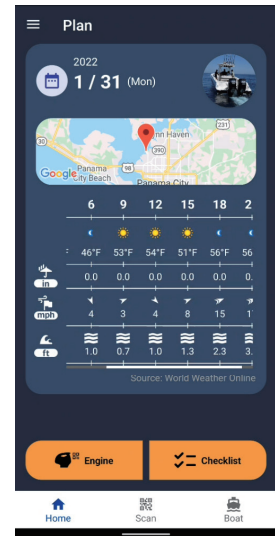 Plan
2022
1 / 31 (Mon)
231
nn Haven
30
390
Google
Panama
City Beach
98
Panama City
6 9 12 15 18 2
°F 46°F 53°F 54°F 51°F 56°F 56
in 0.0 0.0 0.0 0.0 0.0 0.
mph 4 3 4 8 15 1
ft 1.0 0.7 1.0 1.3 2.3 3.
Source: World Weather Online
Engine
Checklist
Home Scan Boat